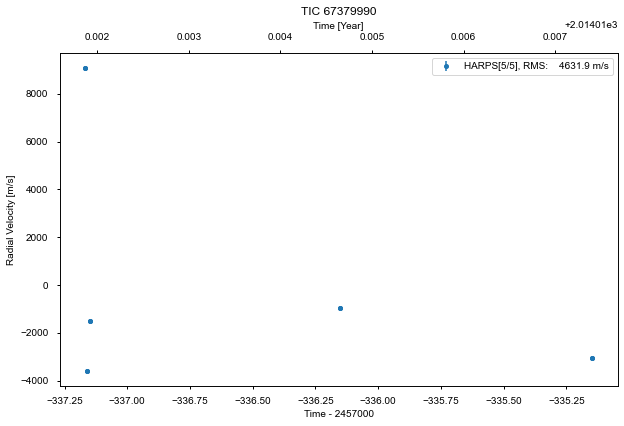 TIC 67379990
Time [Year]
+2.01401e3
0.002 0.003 0.004 0.005 0.006 0.007
HARPS[5/5], RMS: 4631.9 m/s
8000
6000
4000
2000
0
−2000
−4000
Radial Velocity [m/s]
−337.25 −337.00 −336.75 −336.50 −336.25 −336.00 −335.75 −335.50 −335.25
Time - 2457000